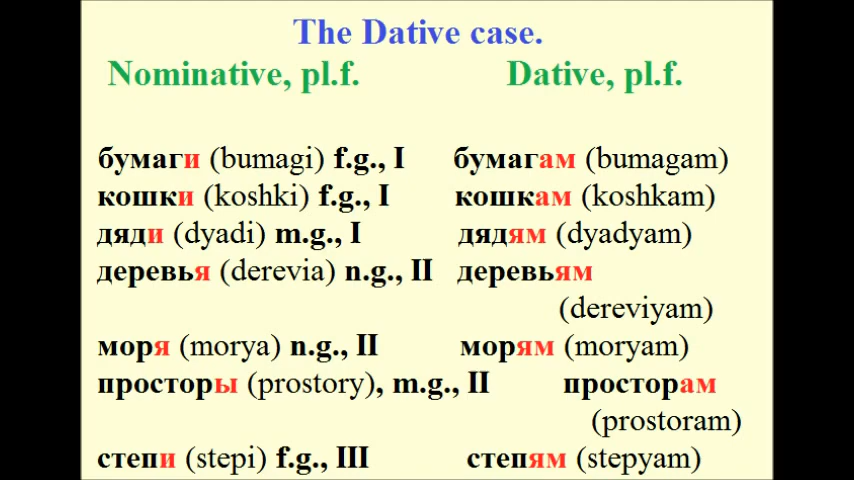 The Dative case.
Nominative, pl.f. Dative, pl.f.
бумаги (bumagi) f.g., I бумагам (bumagam)
кошки (koshki) f.g., I кошкам (koshkam)
дяди (dyadi) m.g., I дядям (dyadyam)
деревья (derevia) n.g., II деревьям
(dereviyam)
моря (morya) n.g., II морям (moryam)
просторы (prostory), m.g., II просторам
(prostoram)
степи (stepi) f.g., III степям (stepyam)